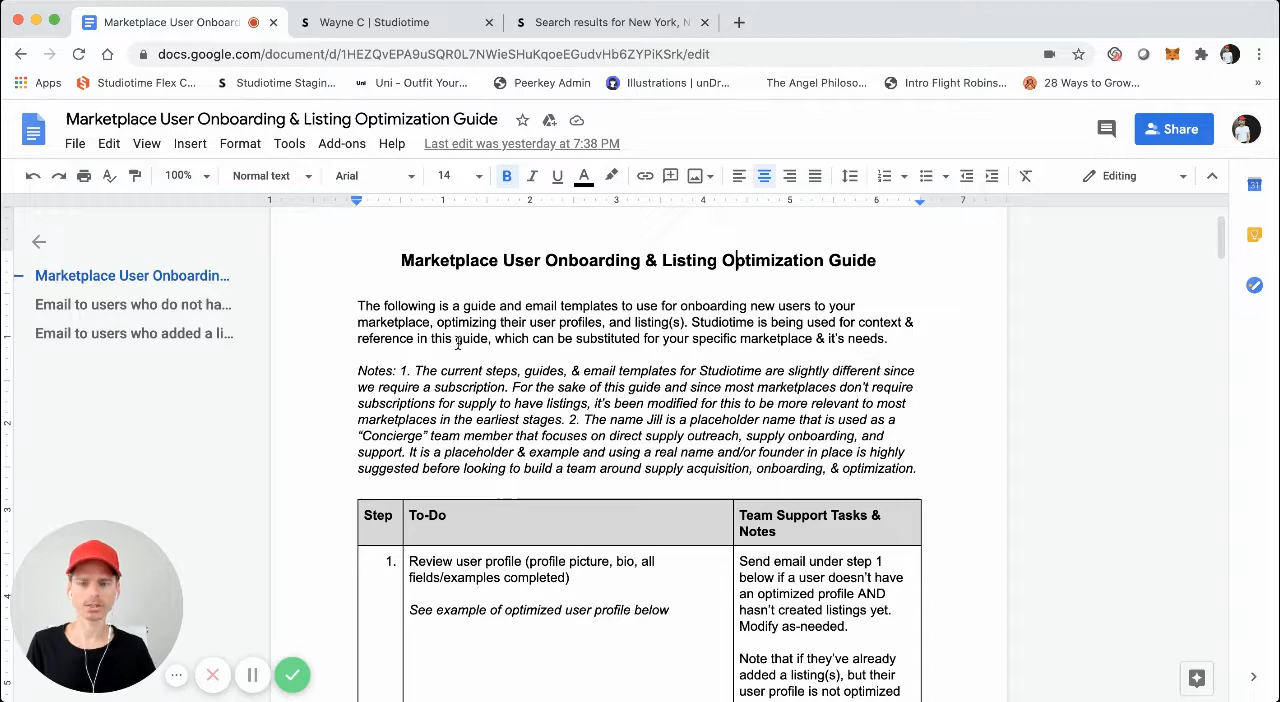 Marketplace User Onboard
S Wayne C | Studiotime
S Search results for New York, N
docs.google.com/document/d/1HEZQvEPA9uSQR0L7NWieSHuKqoeEGudvHb6ZYPiKSrk/edit
Apps
Studiotime Flex C...
S Studiotime Stagin...
Uni Uni - Outfit Your...
Peerkey Admin
Illustrations | unDr...
The Angel Philoso...
Intro Flight Robins...
28 Ways to Grow...
»
Marketplace User Onboarding & Listing Optimization Guide
Share
File Edit View Insert Format Tools Add-ons Help Last edit was yesterday at 7:38 PM
100% Normal text Arial 14 B I U A Editing
1 1 2 3 4 5 6 7
Marketplace User Onboardin...
Email to users who do not ha...
Email to users who added a li...
Marketplace User Onboarding & Listing Optimization Guide
The following is a guide and email templates to use for onboarding new users to your
marketplace, optimizing their user profiles, and listing(s). Studiotime is being used for context &
reference in this guide, which can be substituted for your specific marketplace & it's needs.
Notes: 1. The current steps, guides, & email templates for Studiotime are slightly different since
we require a subscription. For the sake of this guide and since most marketplaces don't require
subscriptions for supply to have listings, it's been modified for this to be more relevant to most
marketplaces in the earliest stages. 2. The name Jill is a placeholder name that is used as a
"Concierge" team member that focuses on direct supply outreach, supply onboarding, and
support. It is a placeholder & example and using a real name and/or founder in place is highly
suggested before looking to build a team around supply acquisition, onboarding, & optimization.
Step
To-Do
Team Support Tasks &
Notes
1.
Review user profile (profile picture, bio, all
fields/examples completed)
See example of optimized user profile below
Send email under step 1
below if a user doesn't have
an optimized profile AND
hasn't created listings yet.
Modify as-needed.
Note that if they've already
added a listing(s), but their
user profile is not optimized
1
2
3
4
5
31